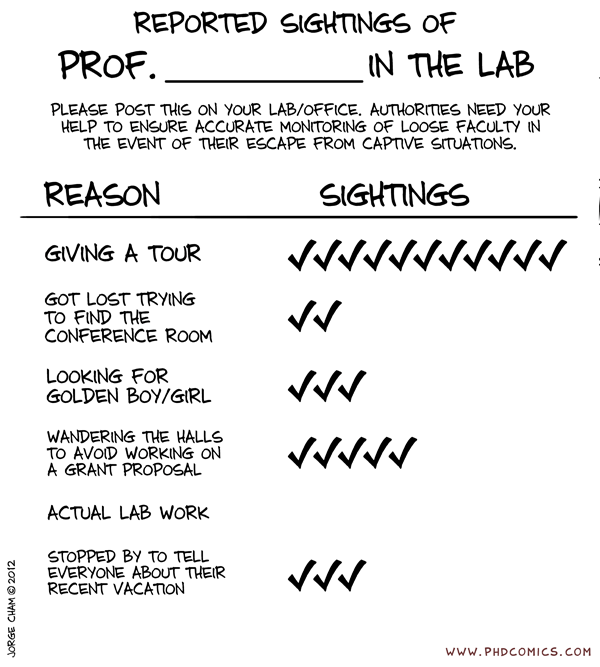 REPORTED SIGHTINGS OF
PROF. ____________ IN THE LAB
PLEASE POST THIS ON YOUR LAB/OFFICE. AUTHORITIES NEED YOUR
HELP TO ENSURE ACCURATE MONITORING OF LOOSE FACULTY IN
THE EVENT OF THEIR ESCAPE FROM CAPTIVE SITUATIONS.
REASON SIGHTINGS
GIVING A TOUR ✓✓✓✓✓✓✓✓✓✓✓
GOT LOST TRYING
TO FIND THE
CONFERENCE ROOM ✓✓
LOOKING FOR
GOLDEN BOY/GIRL ✓✓✓
WANDERING THE HALLS
TO AVOID WORKING ON
A GRANT PROPOSAL ✓✓✓✓✓
ACTUAL LAB WORK
STOPPED BY TO TELL
EVERYONE ABOUT THEIR
RECENT VACATION ✓✓✓
JORGE CHAM © 2012
WWW.PHDCOMICS.COM